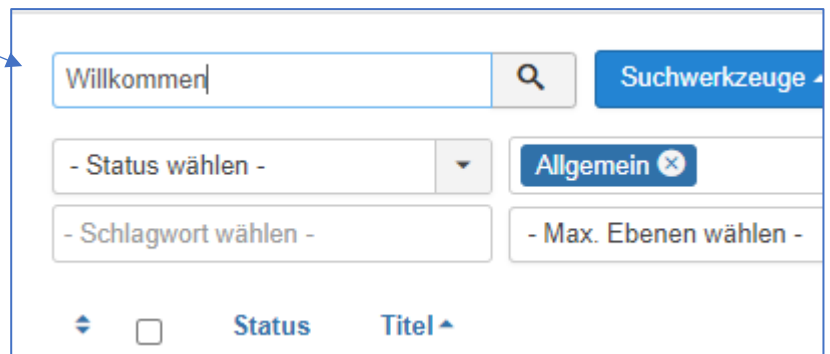 Willkommen Suchwerkzeuge
- Status wählen - Allgemein
- Schlagwort wählen - - Max. Ebenen wählen -
Status Titel